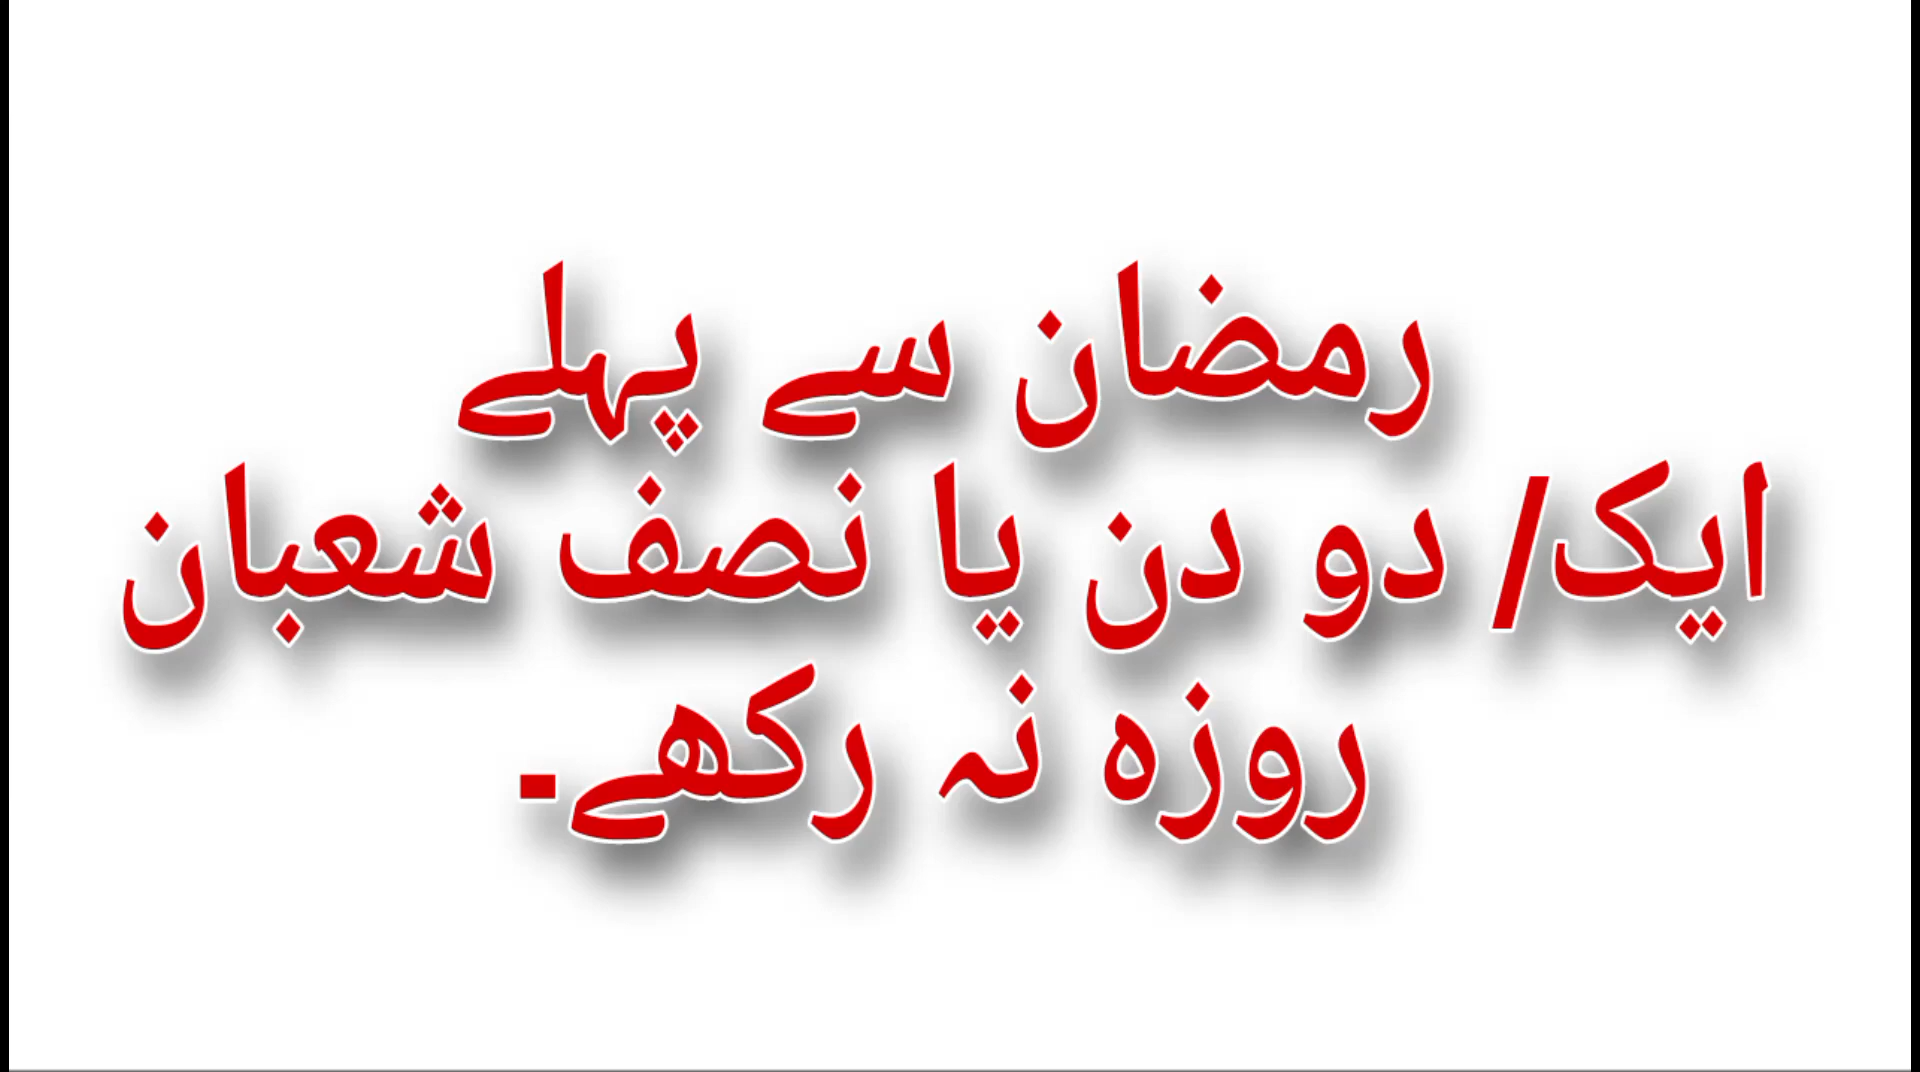 رمضان سے پہلے
ایک/ دو دن یا نصف شعبان
روزہ نہ رکھے۔